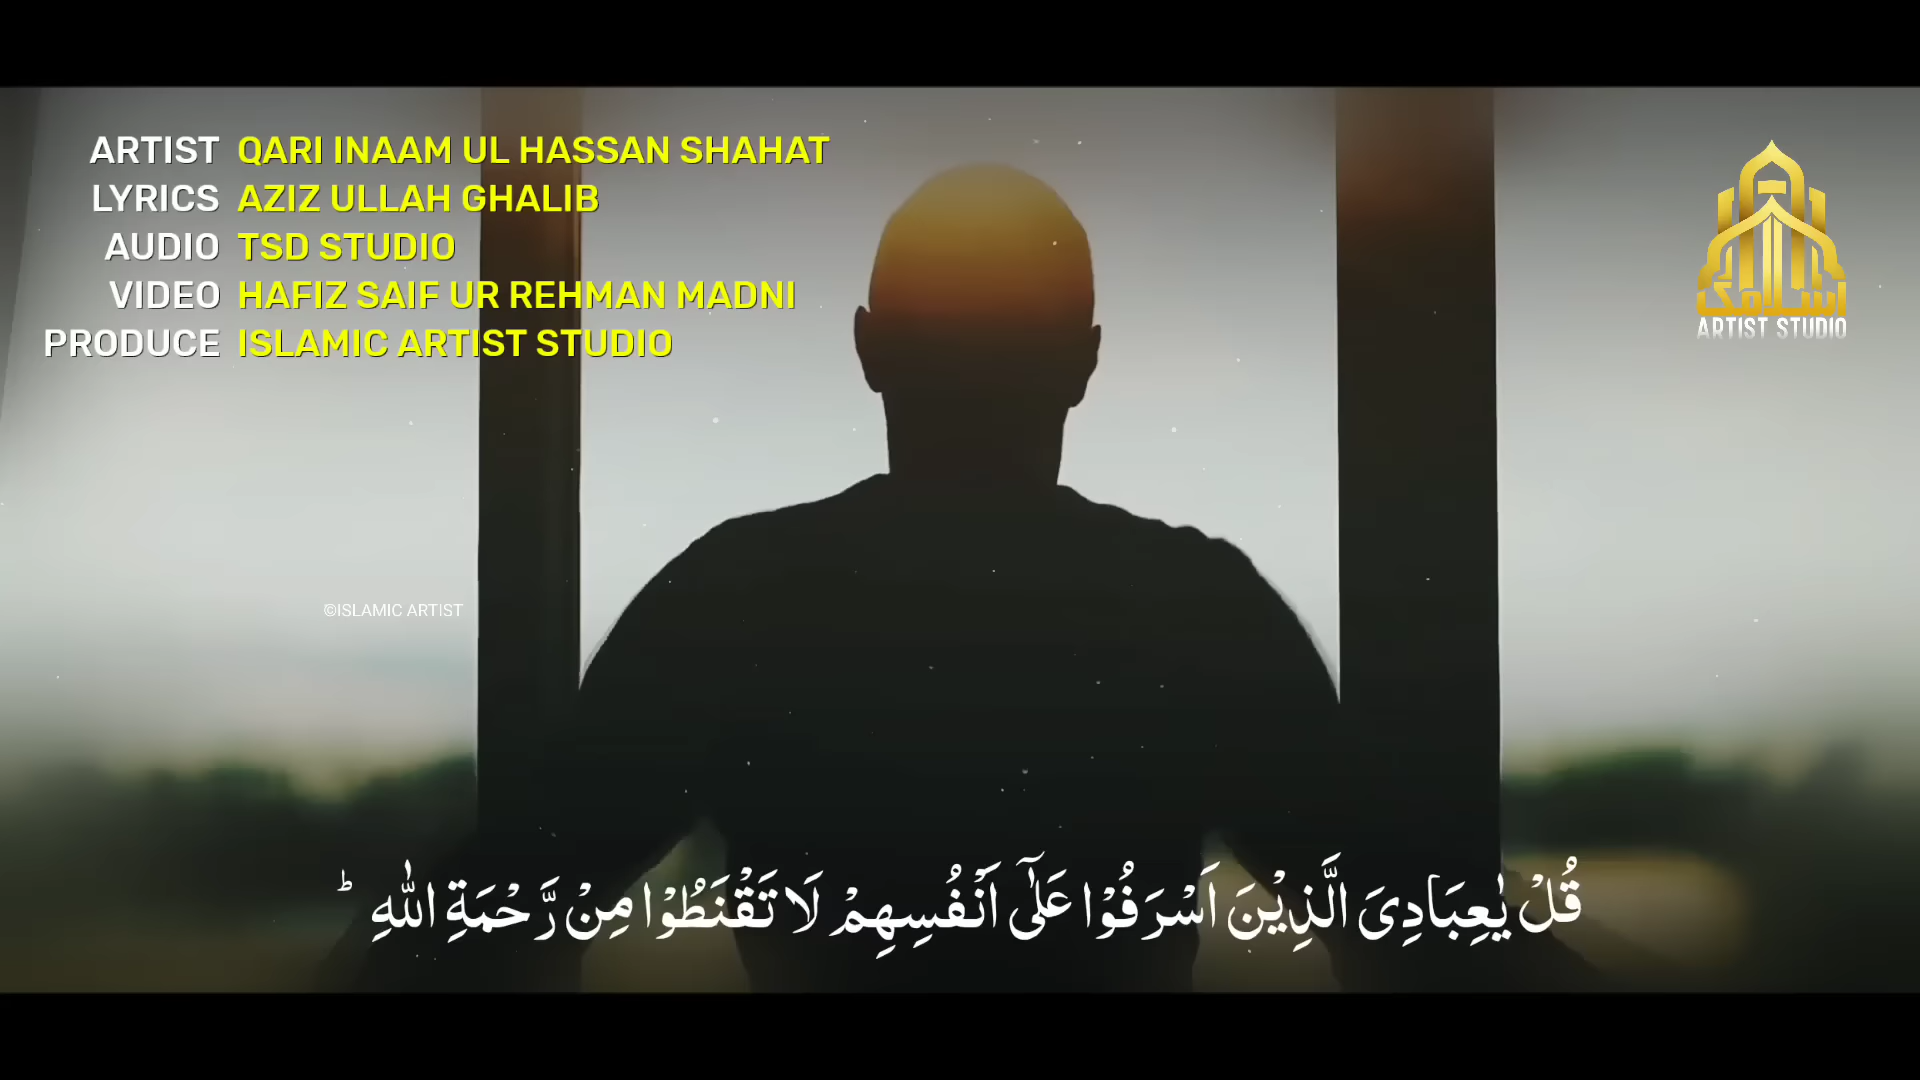 ARTIST QARI INAAM UL HASSAN SHAHAT
LYRICS AZIZ ULLAH GHALIB
AUDIO TSD STUDIO
VIDEO HAFIZ SAIF UR REHMAN MADNI
PRODUCE ISLAMIC ARTIST STUDIO
اسلامک
ARTIST STUDIO
©ISLAMIC ARTIST
قُلْ يٰعِبَادِىَ الَّذِيْنَ اَسْرَفُوْا عَلٰٓى اَنْفُسِهِمْ لَا تَقْنَطُوْا مِنْ رَّحْمَةِ اللّٰهِ ؕ